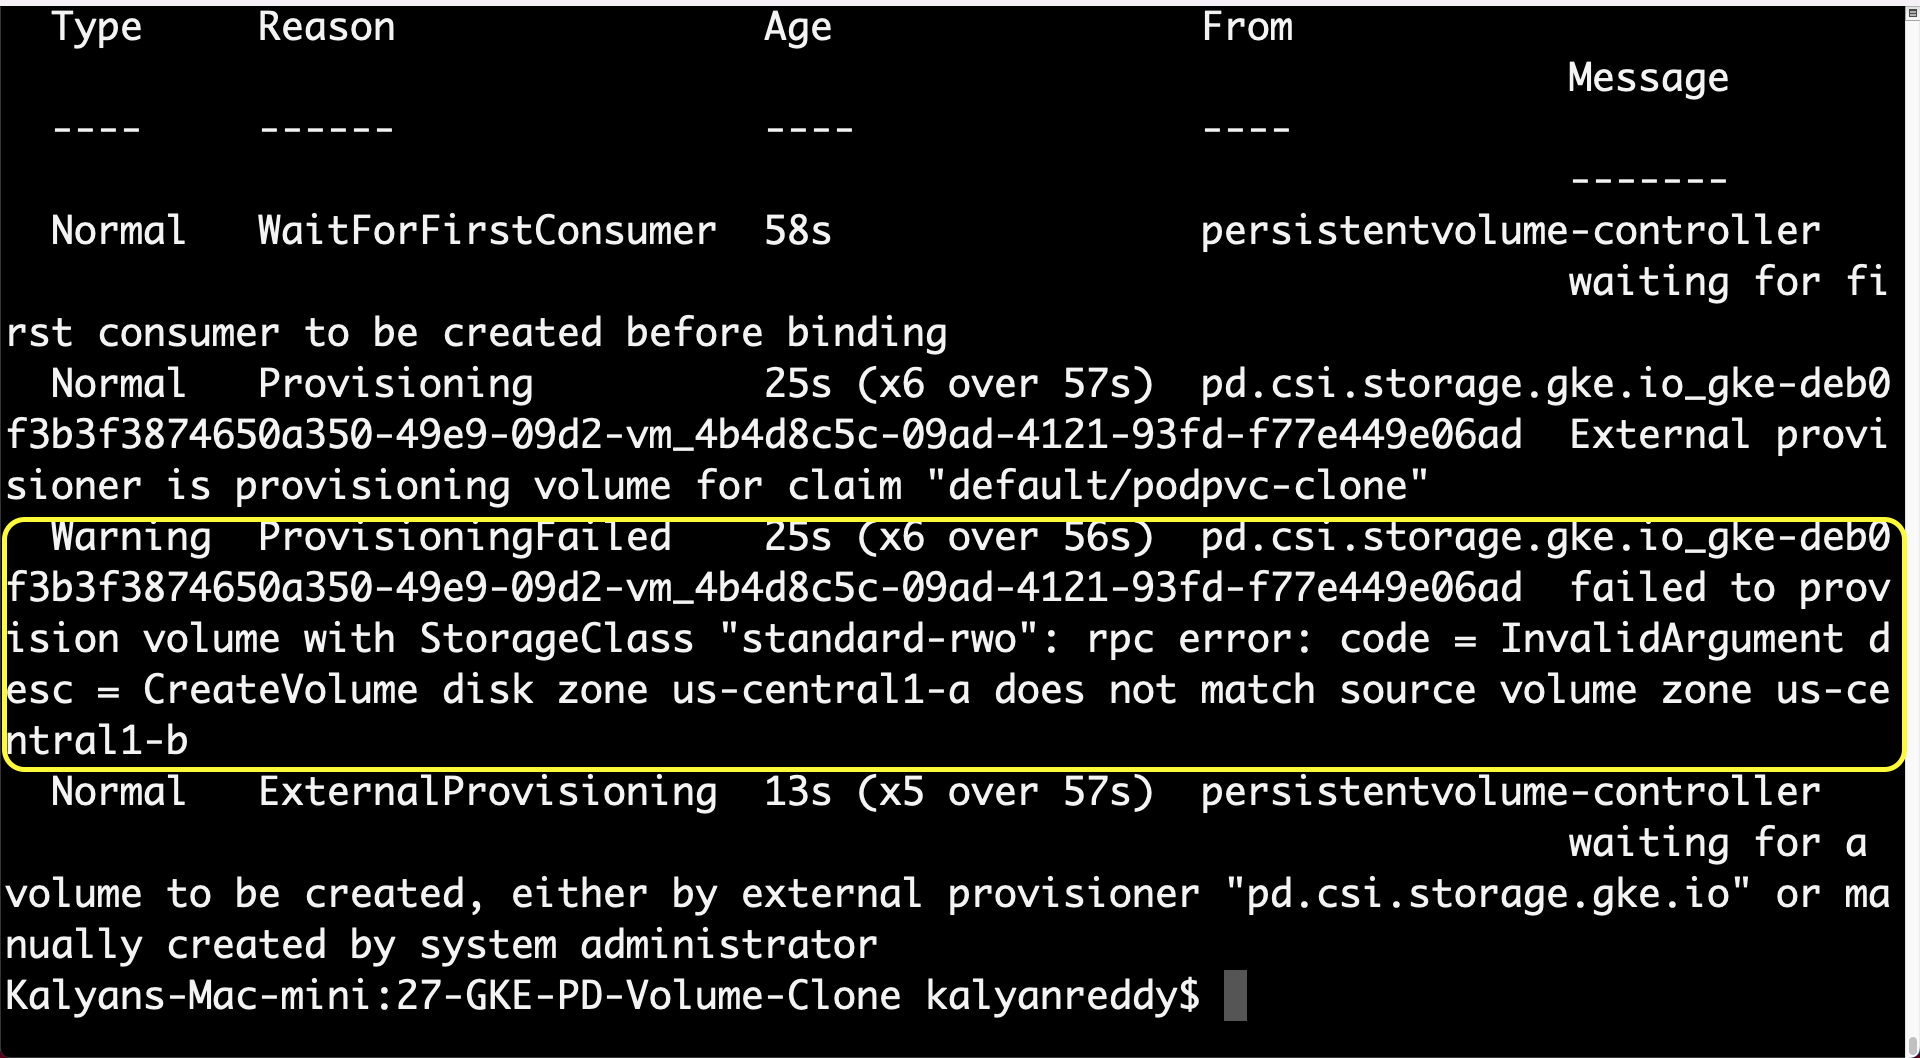 Type Reason Age From
Message
---- ------ ---- ----
-------
Normal WaitForFirstConsumer 58s persistentvolume-controller
waiting for fi
rst consumer to be created before binding
Normal Provisioning 25s (x6 over 57s) pd.csi.storage.gke.io_gke-deb0
f3b3f3874650a350-49e9-09d2-vm_4b4d8c5c-09ad-4121-93fd-f77e449e06ad External provi
sioner is provisioning volume for claim "default/podpvc-clone"
Warning ProvisioningFailed 25s (x6 over 56s) pd.csi.storage.gke.io_gke-deb0
f3b3f3874650a350-49e9-09d2-vm_4b4d8c5c-09ad-4121-93fd-f77e449e06ad failed to prov
ision volume with StorageClass "standard-rwo": rpc error: code = InvalidArgument d
esc = CreateVolume disk zone us-central1-a does not match source volume zone us-ce
ntral1-b
Normal ExternalProvisioning 13s (x5 over 57s) persistentvolume-controller
waiting for a
volume to be created, either by external provisioner "pd.csi.storage.gke.io" or ma
nually created by system administrator
Kalyans-Mac-mini:27-GKE-PD-Volume-Clone kalyanreddy$